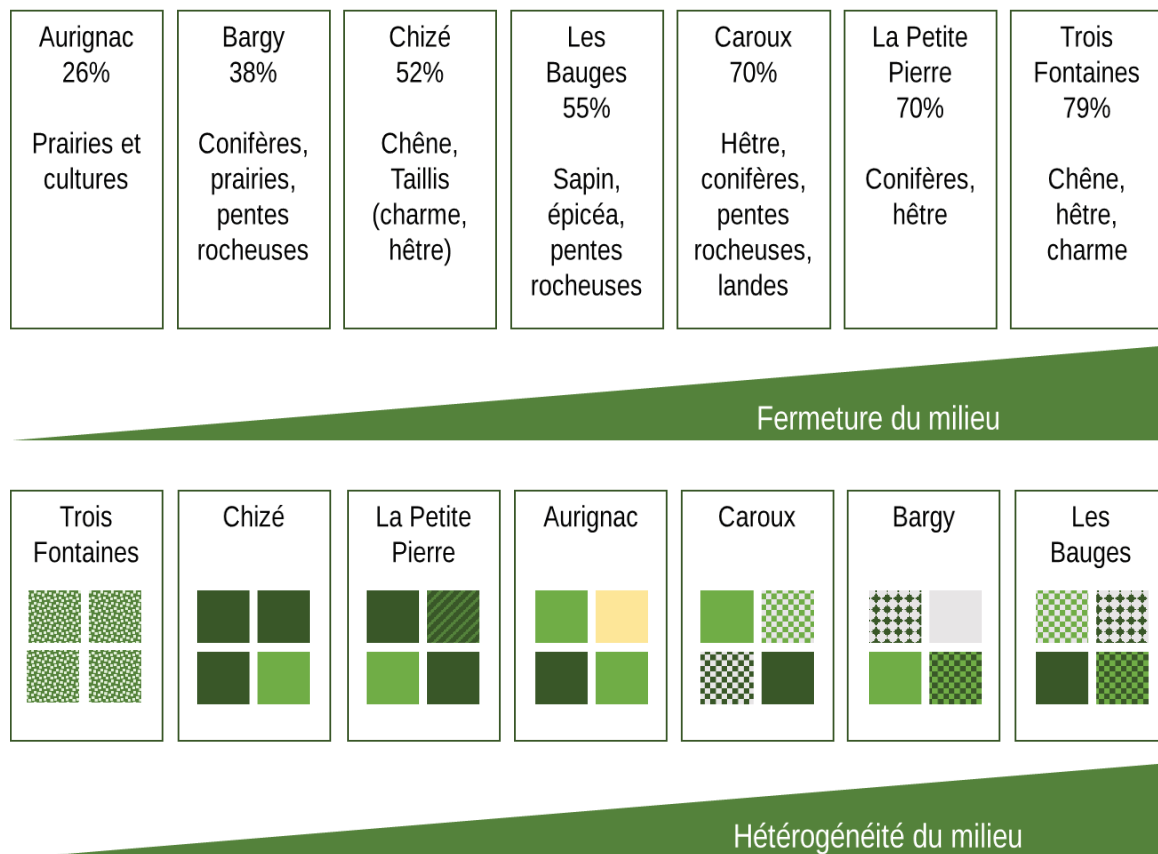 Aurignac
26%
Prairies et
cultures
Bargy
38%
Conifères,
prairies,
pentes
rocheuses
Chizé
52%
Chêne,
Taillis
(charme,
hêtre)
Les
Bauges
55%
Sapin,
épicéa,
pentes
rocheuses
Caroux
70%
Hêtre,
conifères,
pentes
rocheuses,
landes
La Petite
Pierre
70%
Conifères,
hêtre
Trois
Fontaines
79%
Chêne,
hêtre,
charme
Fermeture du milieu
Trois
Fontaines
Chizé
La Petite
Pierre
Aurignac
Caroux
Bargy
Les
Bauges
Hétérogénéité du milieu